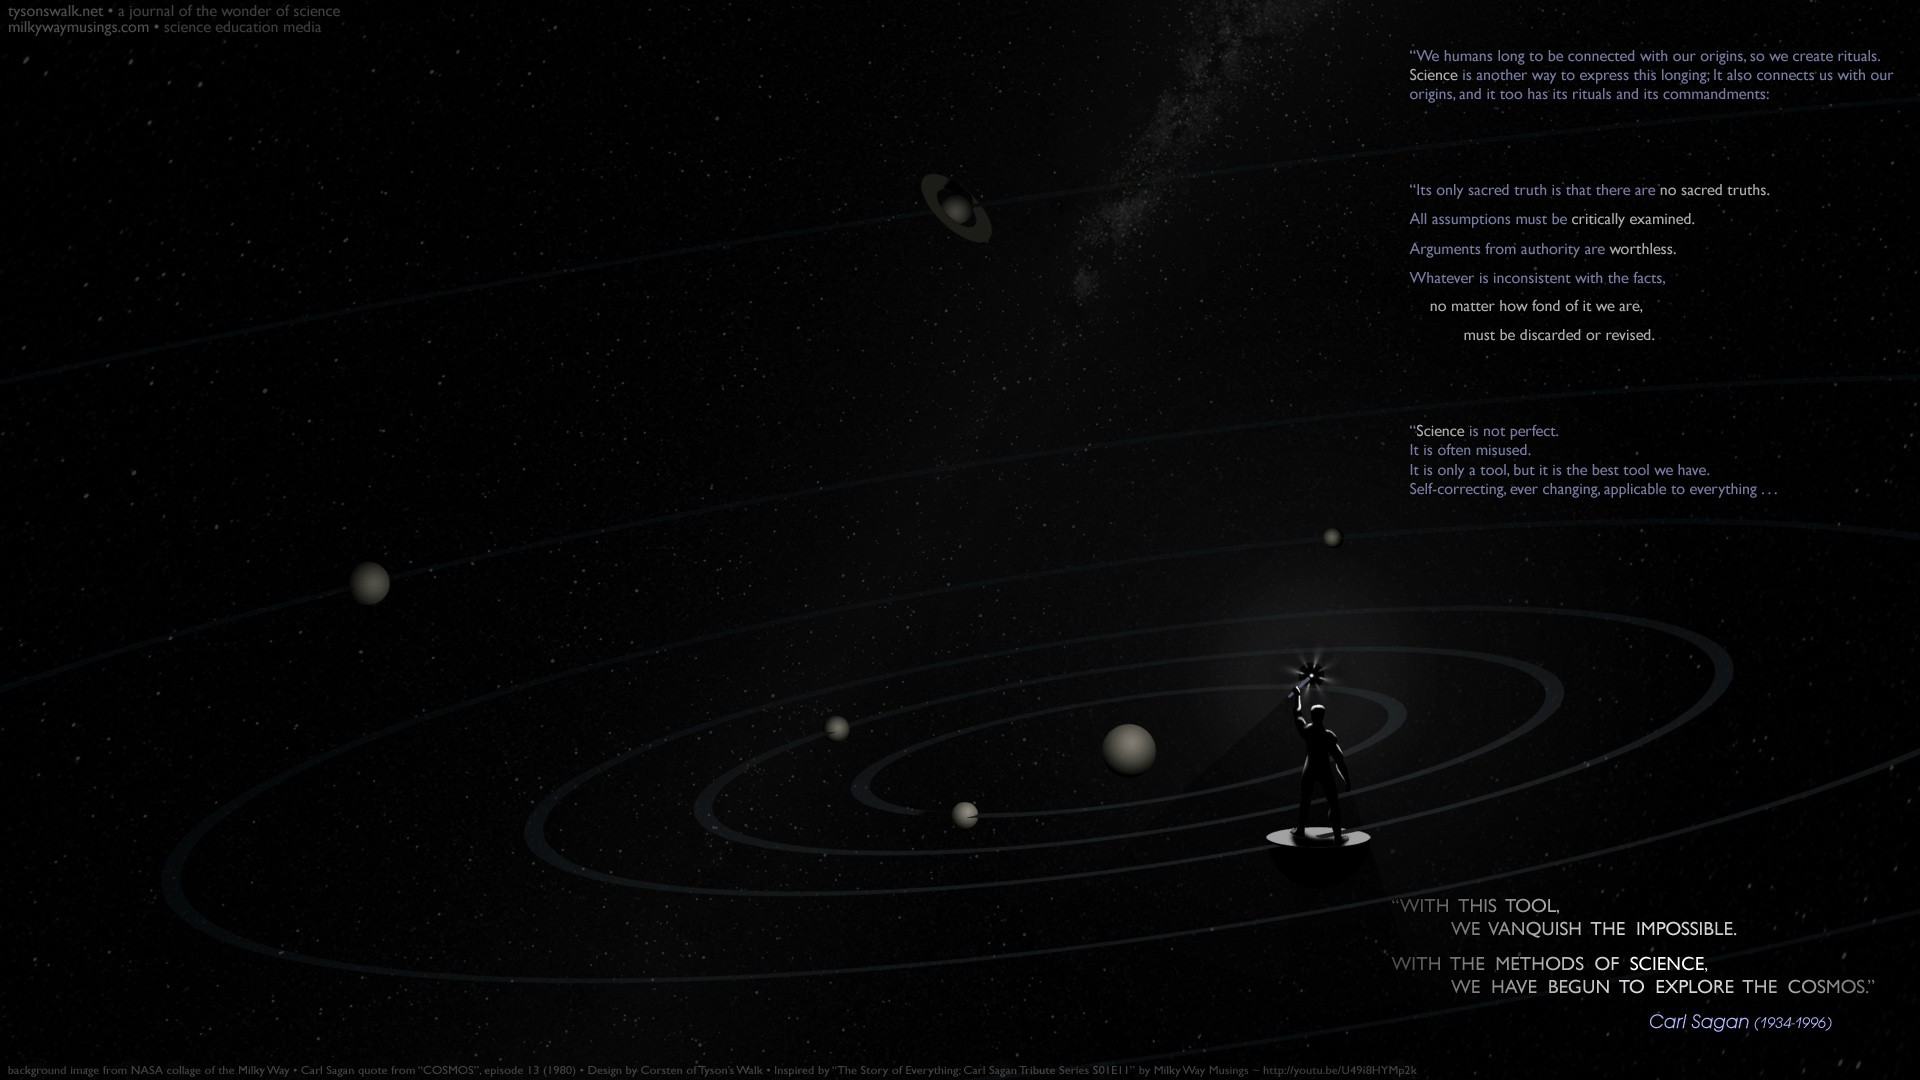 tysonswalk.net • a journal of the wonder of science
milkywaymusings.com • science education media
“We humans long to be connected with our origins, so we create rituals.
Science is another way to express this longing; It also connects us with our
origins, and it too has its rituals and its commandments:
“Its only sacred truth is that there are no sacred truths.
All assumptions must be critically examined.
Arguments from authority are worthless.
Whatever is inconsistent with the facts,
no matter how fond of it we are,
must be discarded or revised.
“Science is not perfect.
It is often misused.
It is only a tool, but it is the best tool we have.
Self-correcting, ever changing, applicable to everything . . .
“WITH THIS TOOL,
WE VANQUISH THE IMPOSSIBLE.
WITH THE METHODS OF SCIENCE,
WE HAVE BEGUN TO EXPLORE THE COSMOS.”
Carl Sagan (1934-1996)
background image from NASA collage of the Milky Way • Carl Sagan quote from “COSMOS”, episode 13 (1980) • Design by Corsten of Tyson's Walk • Inspired by “The Story of Everything: Carl Sagan Tribute Series S01E11” by Milky Way Musings ~ http://youtu.be/U49i8HYMp2k